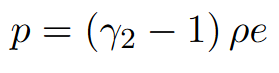 p = (γ₂ − 1) ρe